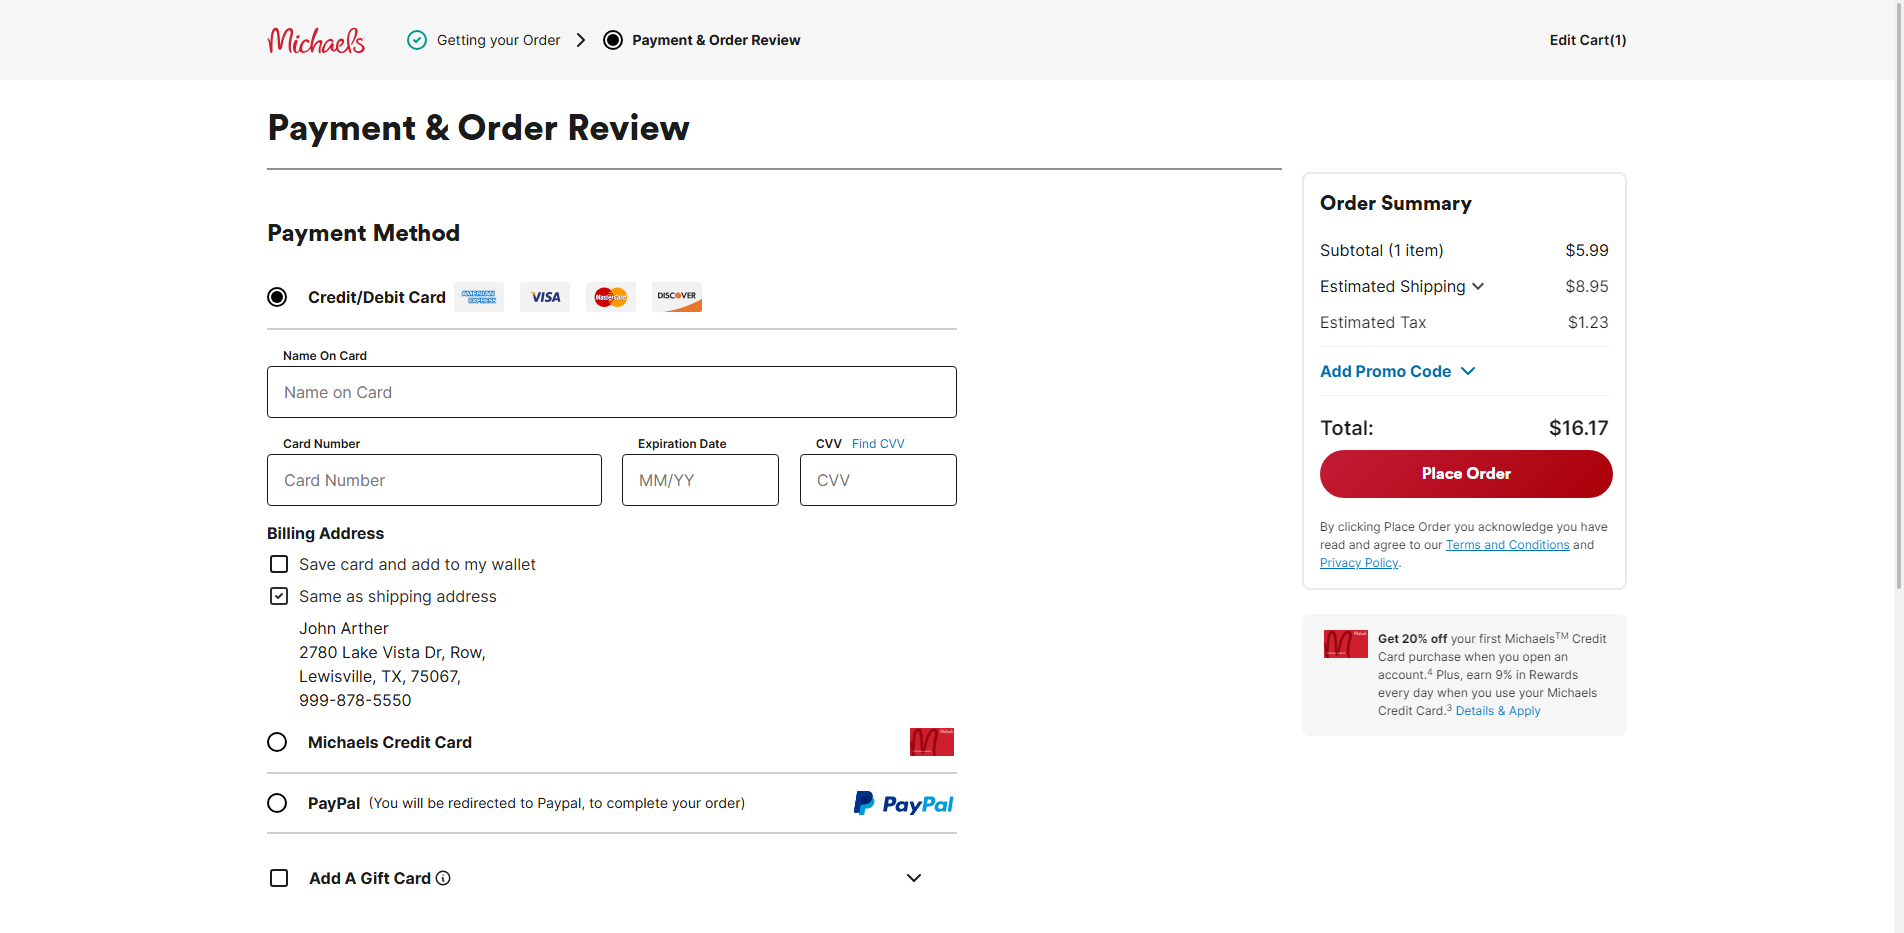 Michaels
Getting your Order
Payment & Order Review
Edit Cart(1)
Payment & Order Review
Payment Method
Credit/Debit Card
AMERICAN EXPRESS
VISA
MasterCard
DISCOVER
Name On Card
Name on Card
Card Number
Expiration Date
CVV Find CVV
Card Number
MM/YY
CVV
Billing Address
Save card and add to my wallet
Same as shipping address
John Arther
2780 Lake Vista Dr, Row,
Lewisville, TX, 75067,
999-878-5550
Michaels Credit Card
PayPal (You will be redirected to Paypal, to complete your order)
PayPal
Add A Gift Card
Order Summary
Subtotal (1 item) $5.99
Estimated Shipping $8.95
Estimated Tax $1.23
Add Promo Code
Total: $16.17
Place Order
By clicking Place Order you acknowledge you have
read and agree to our Terms and Conditions and
Privacy Policy.
Get 20% off your first Michaels™ Credit
Card purchase when you open an
account.⁴ Plus, earn 9% in Rewards
every day when you use your Michaels
Credit Card.³ Details & Apply